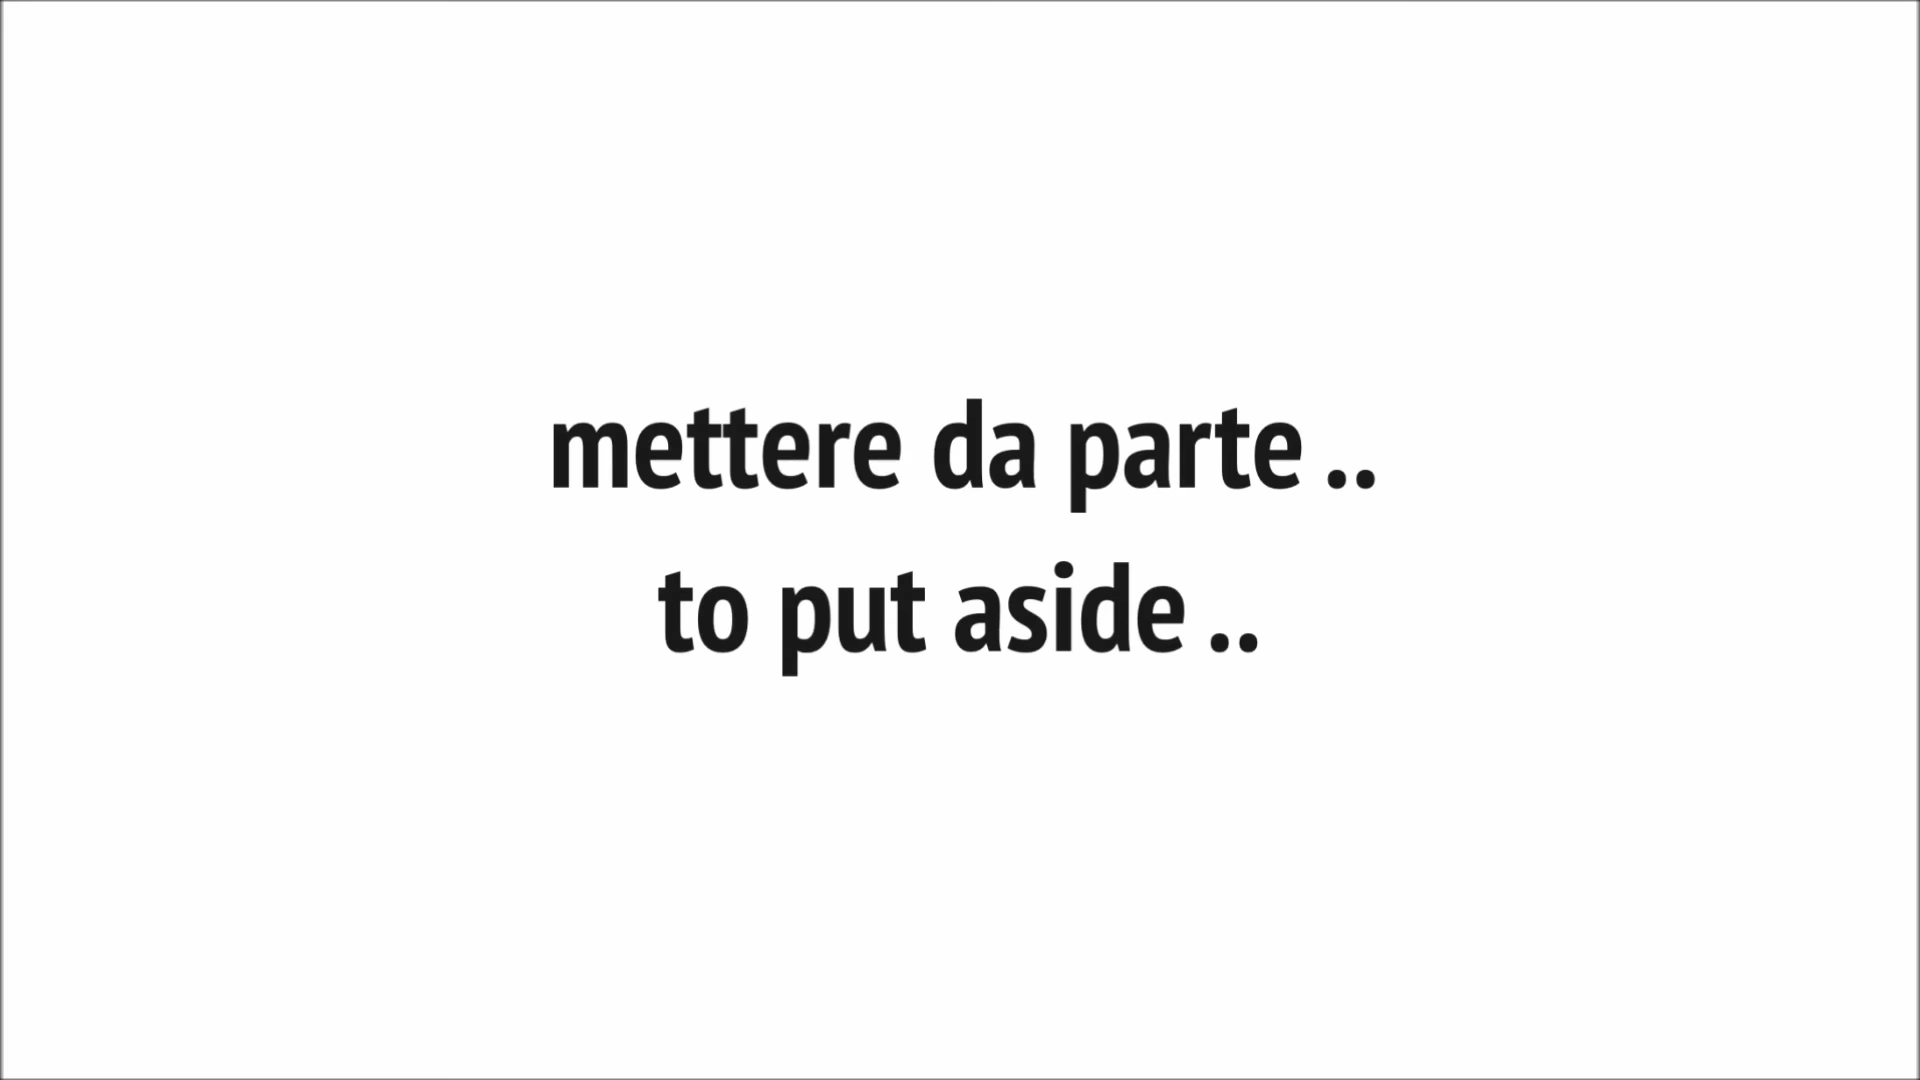 mettere da parte ..
to put aside ..